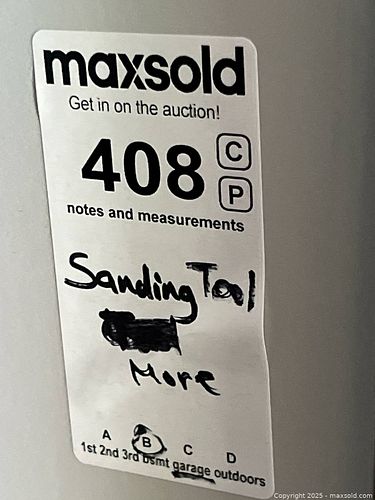 maxsold
Get in on the auction!
408 C
P
notes and measurements
Sanding Tool
More
A B C D
1st 2nd 3rd bsmt garage outdoors
Copyright 2025 - maxsold.com